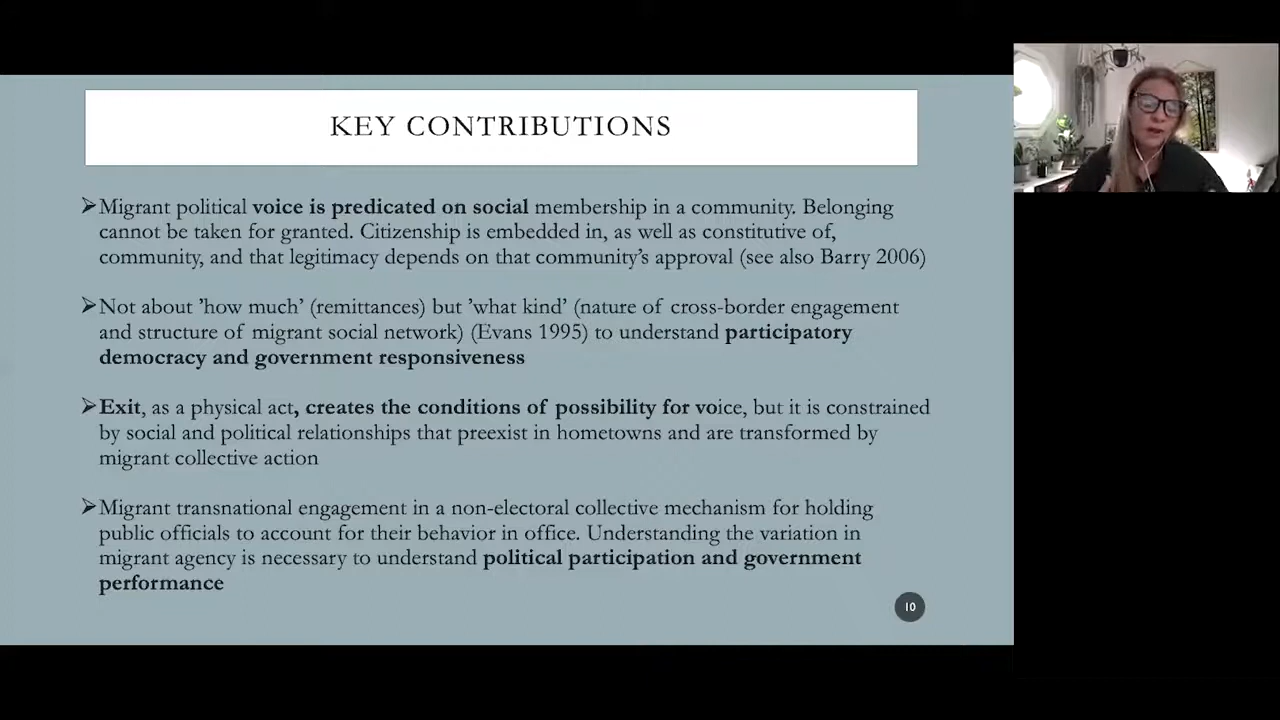 KEY CONTRIBUTIONS
➢Migrant political voice is predicated on social membership in a community. Belonging
cannot be taken for granted. Citizenship is embedded in, as well as constitutive of,
community, and that legitimacy depends on that community’s approval (see also Barry 2006)
➢Not about ’how much’ (remittances) but ’what kind’ (nature of cross-border engagement
and structure of migrant social network) (Evans 1995) to understand participatory
democracy and government responsiveness
➢Exit, as a physical act, creates the conditions of possibility for voice, but it is constrained
by social and political relationships that preexist in hometowns and are transformed by
migrant collective action
➢Migrant transnational engagement in a non-electoral collective mechanism for holding
public officials to account for their behavior in office. Understanding the variation in
migrant agency is necessary to understand political participation and government
performance
10